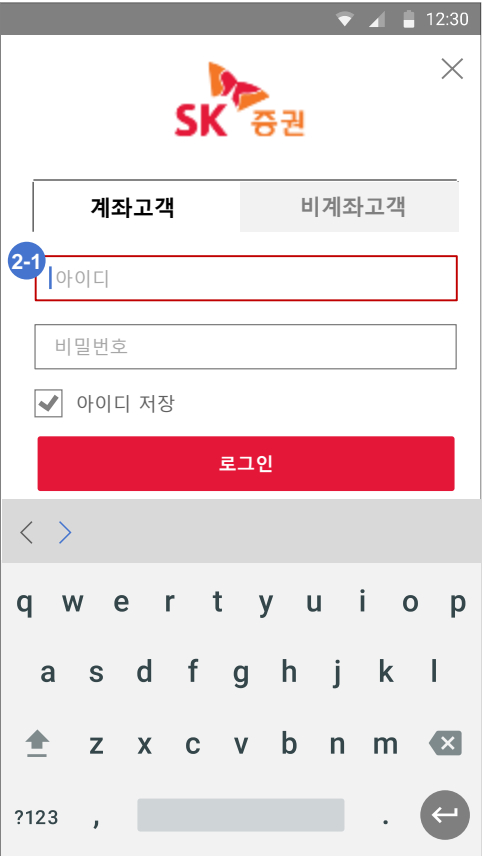 12:30
SK 증권
계좌고객 비계좌고객
2-1
아이디
비밀번호
아이디 저장
로그인
q w e r t y u i o p
a s d f g h j k l
z x c v b n m
?123 , .